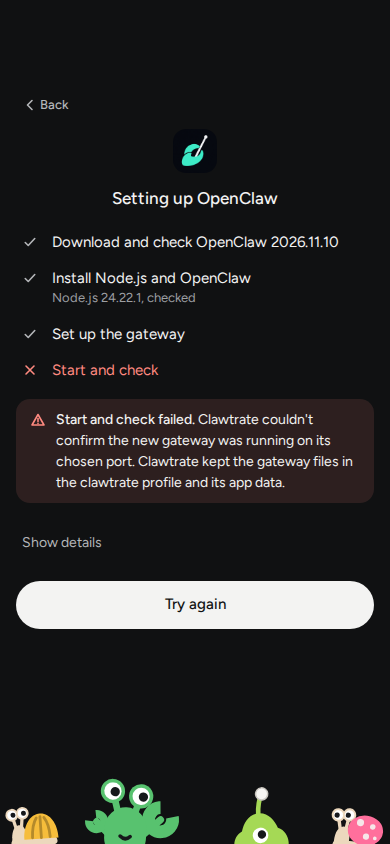 Back
Setting up OpenClaw
Download and check OpenClaw 2026.11.10
Install Node.js and OpenClaw
Node.js 24.22.1, checked
Set up the gateway
Start and check
Start and check failed. Clawtrate couldn't
confirm the new gateway was running on its
chosen port. Clawtrate kept the gateway files in
the clawtrate profile and its app data.
Show details
Try again